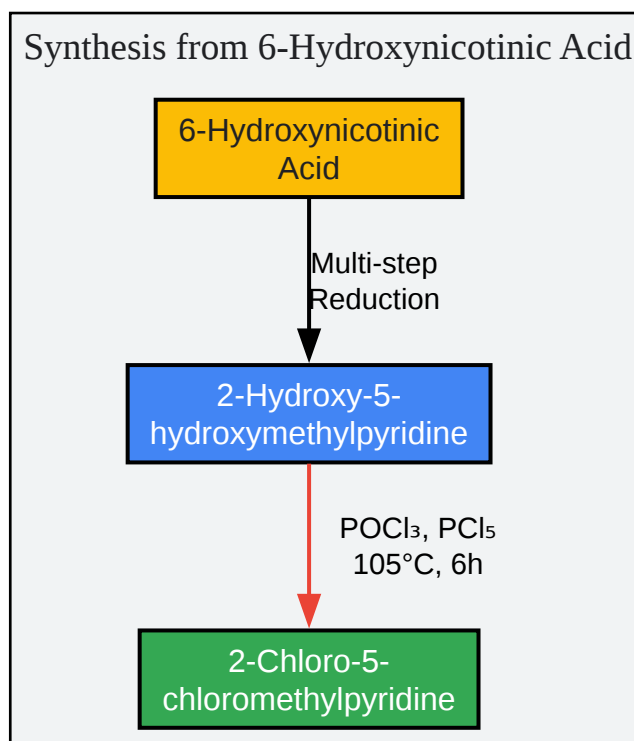 Synthesis from 6-Hydroxynicotinic Acid
6-Hydroxynicotinic
Acid
Multi-step
Reduction
2-Hydroxy-5-
hydroxymethylpyridine
POCl₃, PCl₅
105°C, 6h
2-Chloro-5-
chloromethylpyridine